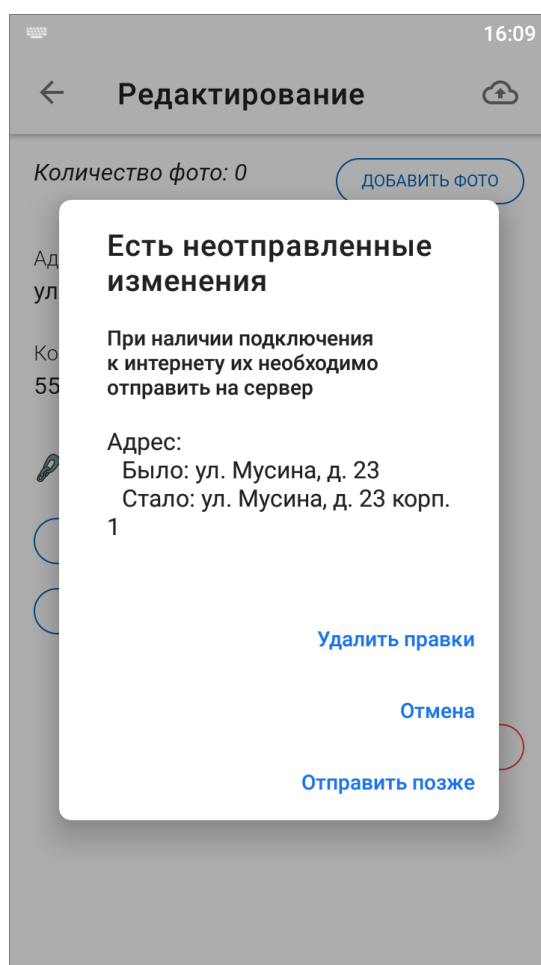 16:09
Редактирование
Количество фото: 0
ДОБАВИТЬ ФОТО
Есть неотправленные
изменения
При наличии подключения
к интернету их необходимо
отправить на сервер
Адрес:
Было: ул. Мусина, д. 23
Стало: ул. Мусина, д. 23 корп.
1
Удалить правки
Отмена
Отправить позже
55